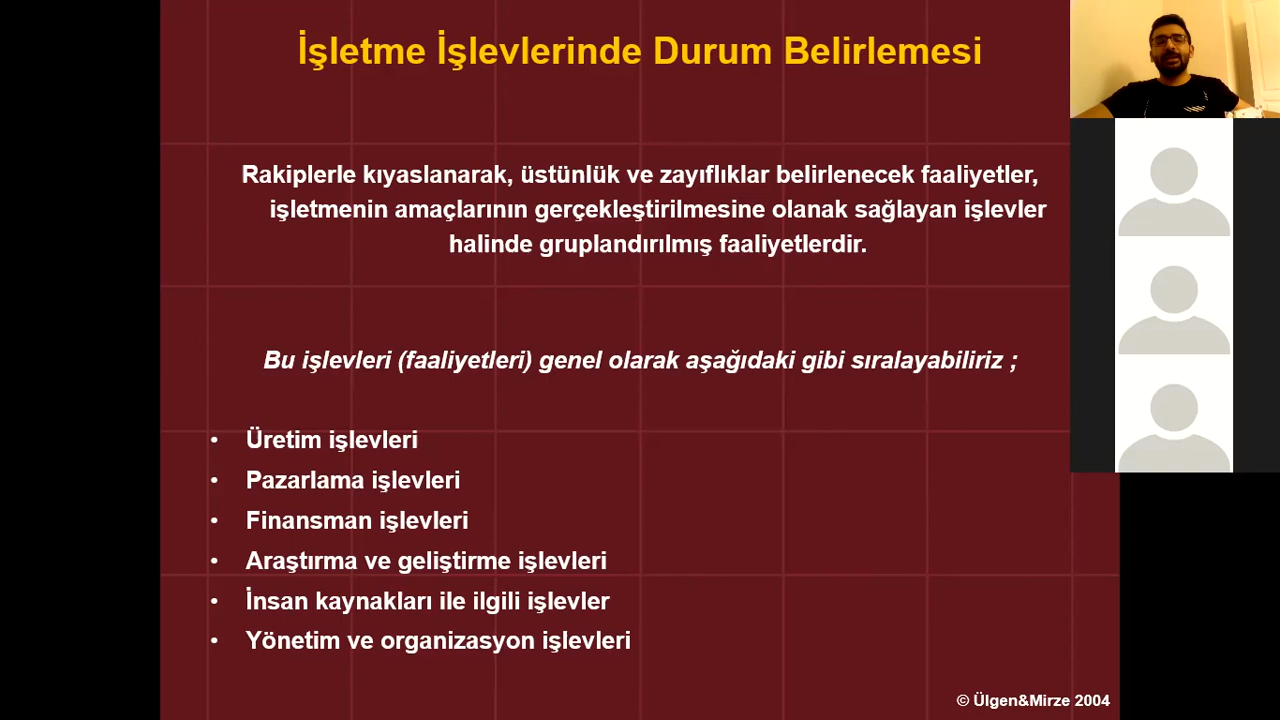 İşletme İşlevlerinde Durum Belirlemesi
Rakiplerle kıyaslanarak, üstünlük ve zayıflıklar belirlenecek faaliyetler,
işletmenin amaçlarının gerçekleştirilmesine olanak sağlayan işlevler
halinde gruplandırılmış faaliyetlerdir.
Bu işlevleri (faaliyetleri) genel olarak aşağıdaki gibi sıralayabiliriz ;
• Üretim işlevleri
• Pazarlama işlevleri
• Finansman işlevleri
• Araştırma ve geliştirme işlevleri
• İnsan kaynakları ile ilgili işlevler
• Yönetim ve organizasyon işlevleri
© Ülgen&Mirze 2004